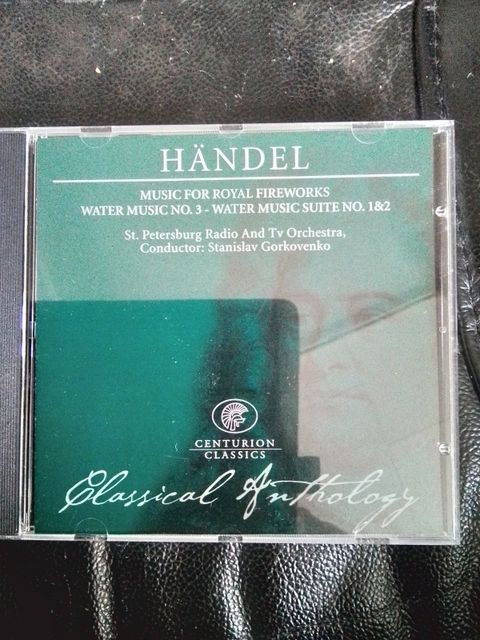 HÄNDEL
MUSIC FOR ROYAL FIREWORKS
WATER MUSIC NO. 3 - WATER MUSIC SUITE NO. 1&2
St. Petersburg Radio And Tv Orchestra,
Conductor: Stanislav Gorkovenko
CENTURION
CLASSICS
Classical Anthology